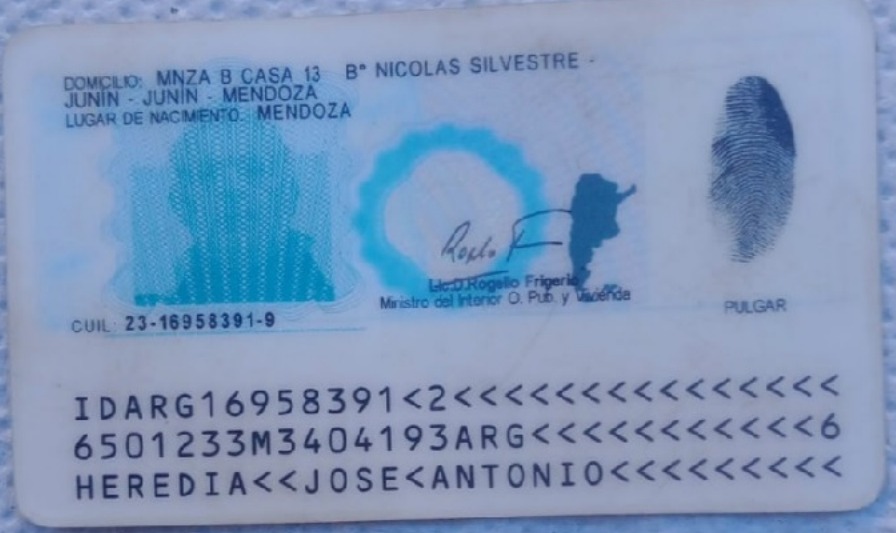 DOMICILIO: MNZA B CASA 13 Bº NICOLAS SILVESTRE -
JUNIN - JUNIN - MENDOZA
LUGAR DE NACIMIENTO: MENDOZA
Lic.D.Rogelio Frigerio
Ministro del Interior O. Pub. y Vivienda
CUIL: 23-16958391-9
PULGAR
IDARG16958391<2<<<<<<<<<<<<<<<
6501233M3404193ARG<<<<<<<<<<<6
HEREDIA<<JOSE<ANTONIO<<<<<<<<<